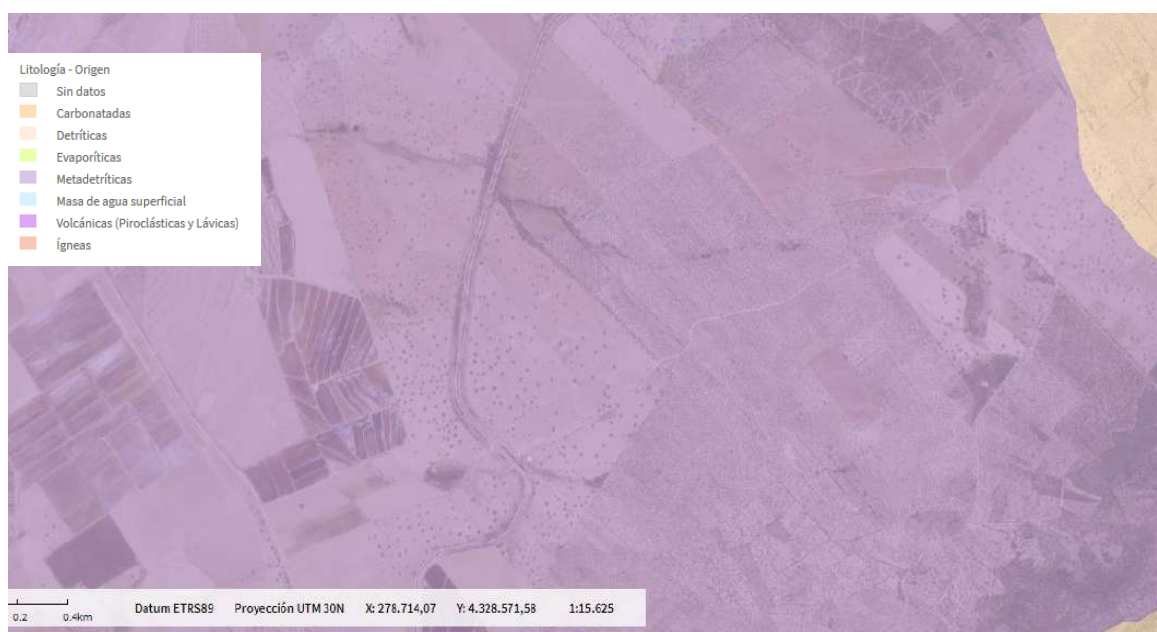 Litología - Origen
Sin datos
Carbonatadas
Detríticas
Evaporíticas
Metadetríticas
Masa de agua superficial
Volcánicas (Piroclásticas y Lávicas)
Ígneas
0.2 0.4km Datum ETRS89 Proyección UTM 30N X: 278.714,07 Y: 4.328.571,58 1:15.625